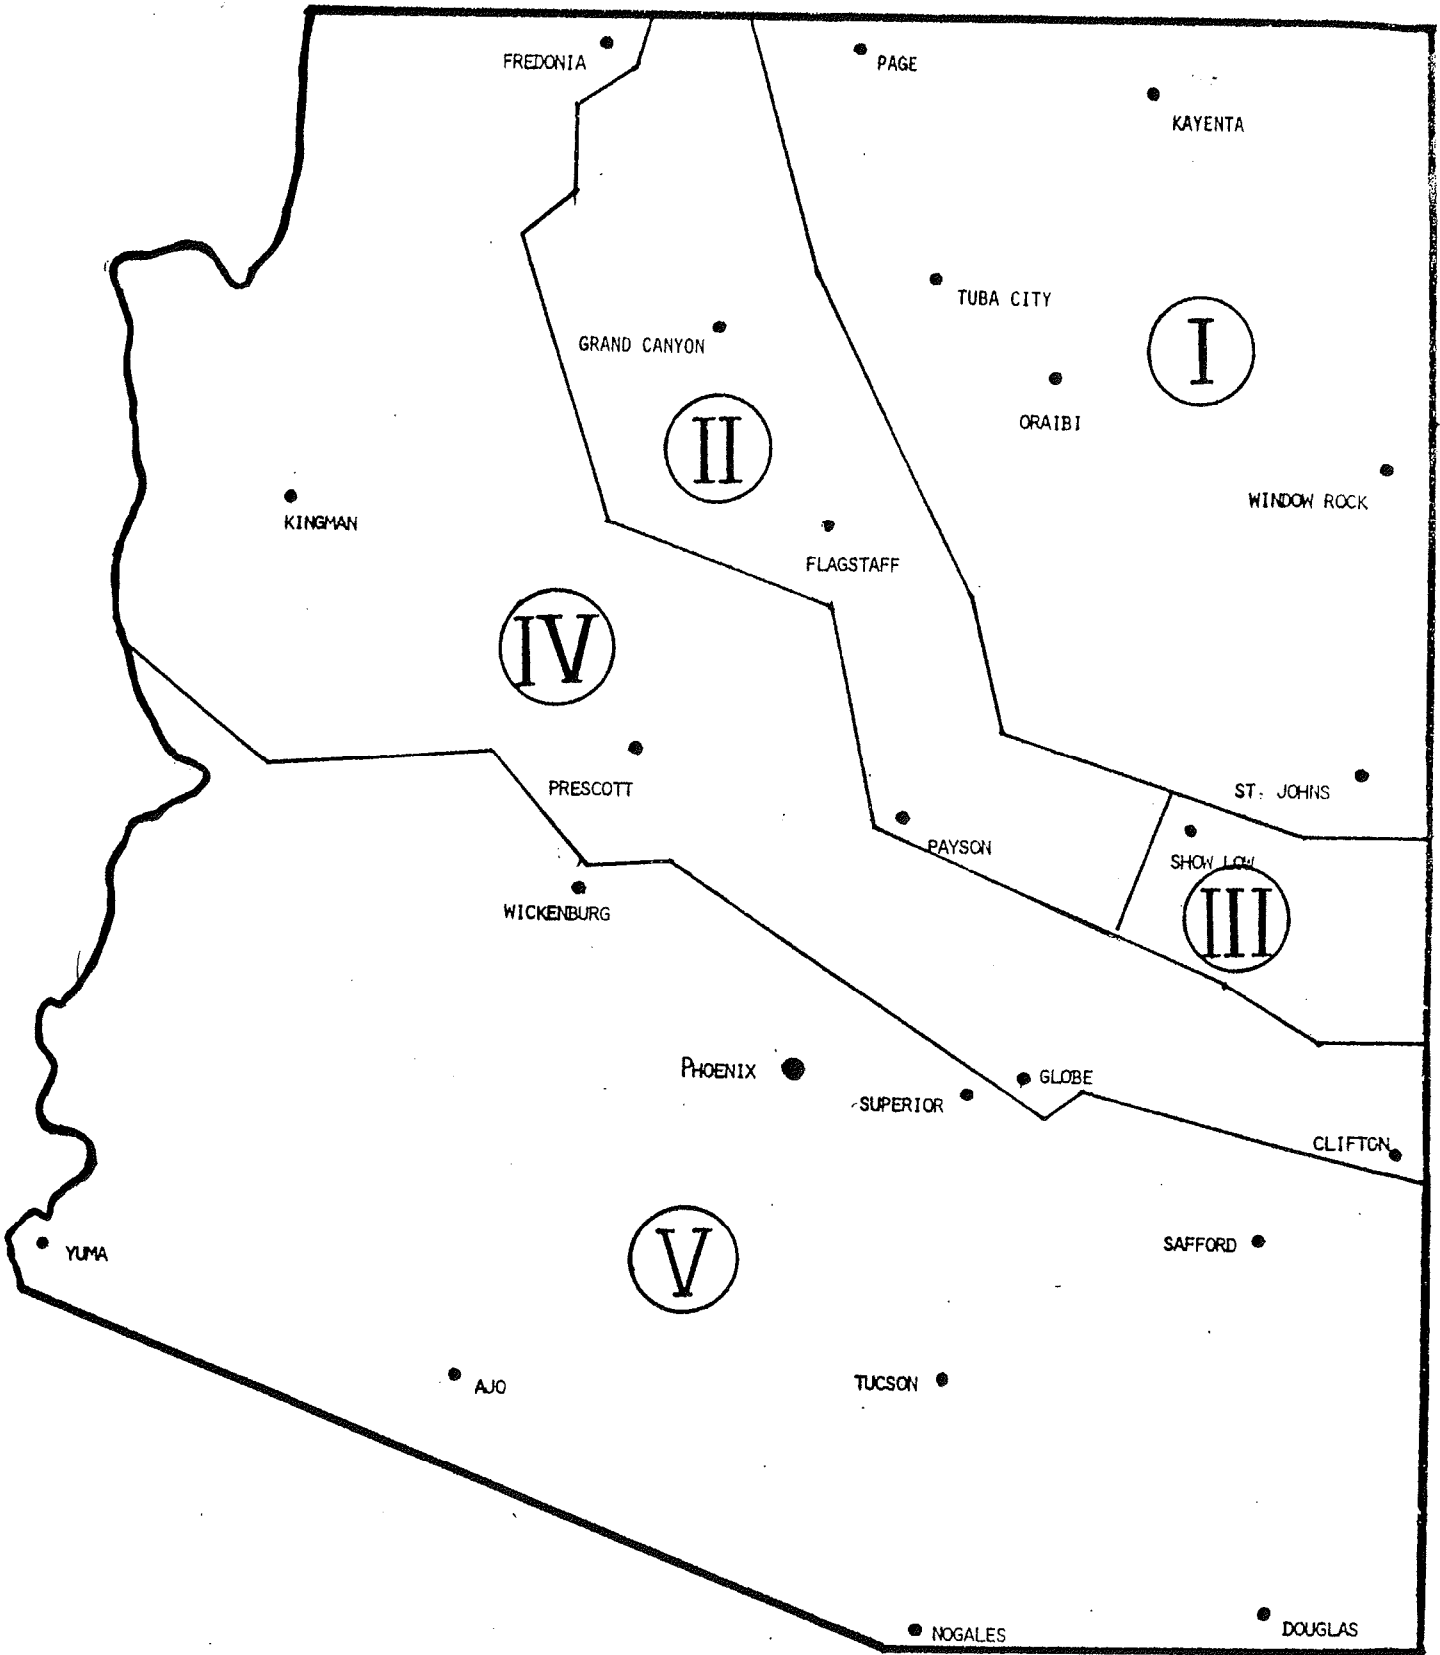 FREDONIA
PAGE
KAYENTA
TUBA CITY
GRAND CANYON
I
ORAIBI
II
WINDOW ROCK
KINGMAN
FLAGSTAFF
IV
PRESCOTT
ST. JOHNS
PAYSON
SHOW LOW
WICKENBURG
III
PHOENIX
GLOBE
SUPERIOR
CLIFTON
YUMA
V
SAFFORD
AJO
TUCSON
NOGALES
DOUGLAS